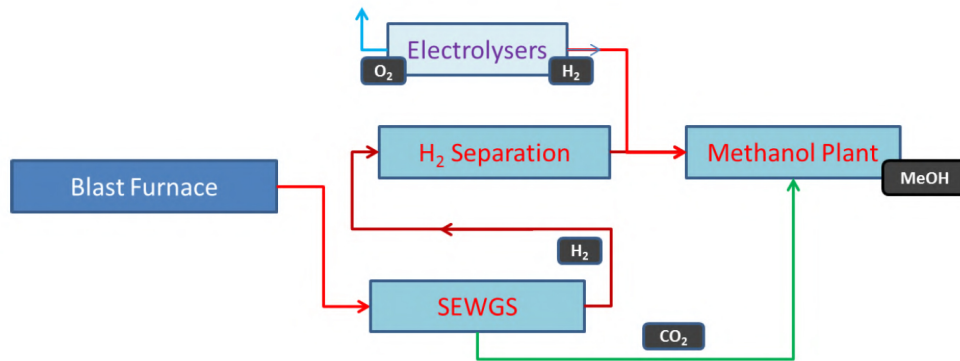 Electrolysers
O₂
H₂
H₂ Separation
Methanol Plant
MeOH
Blast Furnace
H₂
SEWGS
CO₂